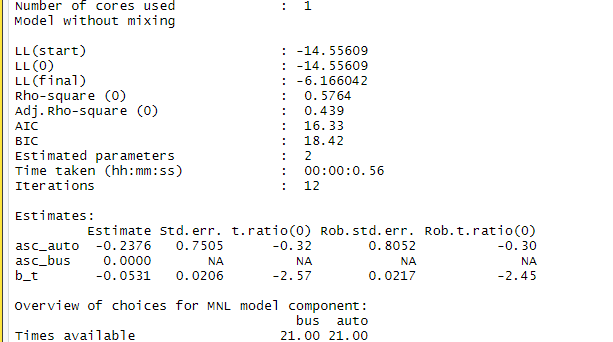 Number of cores used : 1
Model without mixing
LL(start) : -14.55609
LL(0) : -14.55609
LL(final) : -6.166042
Rho-square (0) : 0.5764
Adj.Rho-square (0) : 0.439
AIC : 16.33
BIC : 18.42
Estimated parameters : 2
Time taken (hh:mm:ss) : 00:00:0.56
Iterations : 12
Estimates:
Estimate Std.err. t.ratio(0) Rob.std.err. Rob.t.ratio(0)
asc_auto -0.2376 0.7505 -0.32 0.8052 -0.30
asc_bus 0.0000 NA NA NA NA
b_t -0.0531 0.0206 -2.57 0.0217 -2.45
Overview of choices for MNL model component:
bus auto
Times available 21.00 21.00